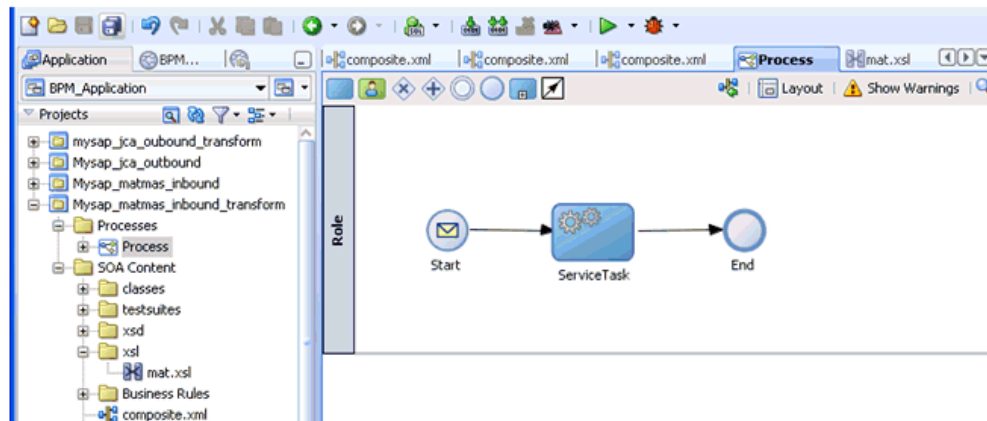 Application
BPM...
composite.xml
composite.xml
composite.xml
Process
mat.xsl
BPM_Application
Layout
Show Warnings
Projects
mysap_jca_oubound_transform
Mysap_jca_outbound
Mysap_matmas_inbound
Mysap_matmas_inbound_transform
Processes
Process
SOA Content
classes
testsuites
xsd
xsl
mat.xsl
Business Rules
composite.xml
Role
Start
ServiceTask
End